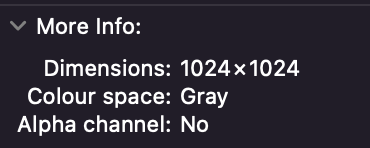 More Info:
Dimensions: 1024×1024
Colour space: Gray
Alpha channel: No